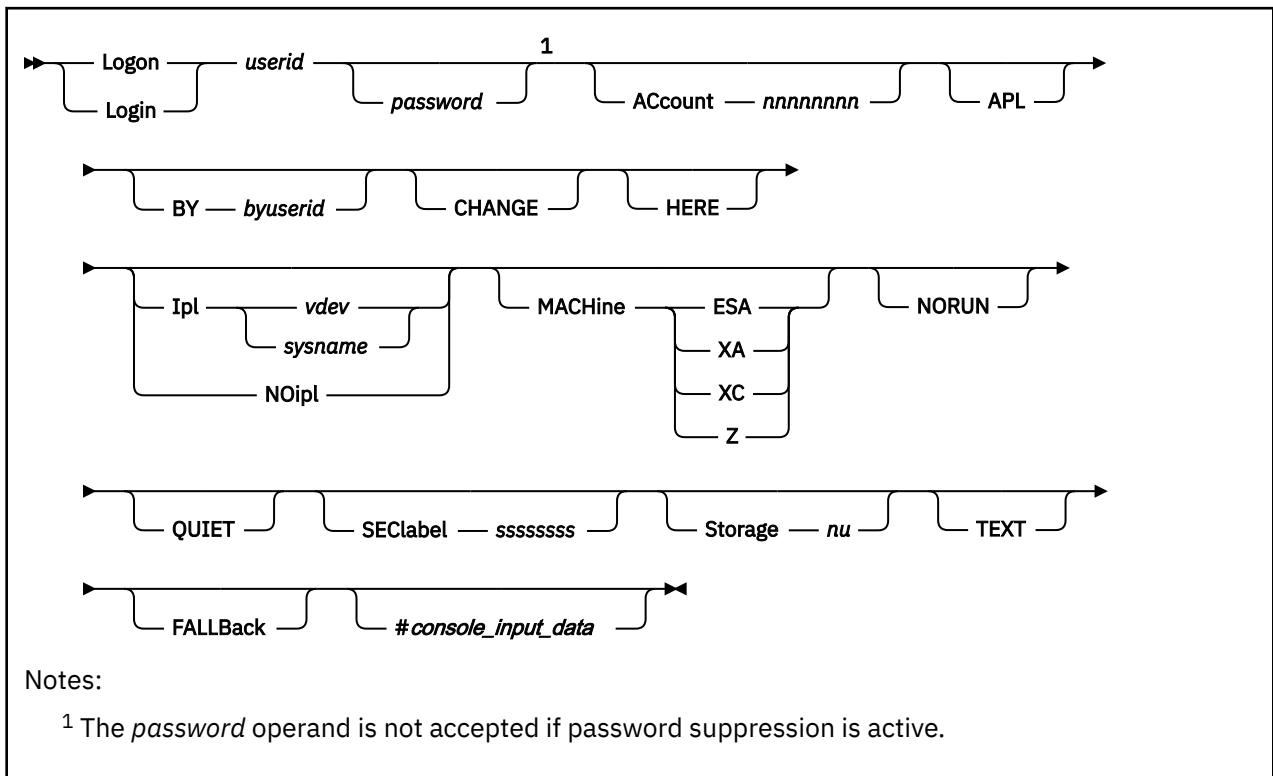 1
Logon userid
Login password ACcount nnnnnnnn APL
BY byuserid CHANGE HERE
Ipl vdev MACHine ESA NORUN
sysname XA
NOipl XC
Z
QUIET SEClabel ssssssss Storage nu TEXT
FALLBack #console_input_data
Notes:
1 The password operand is not accepted if password suppression is active.